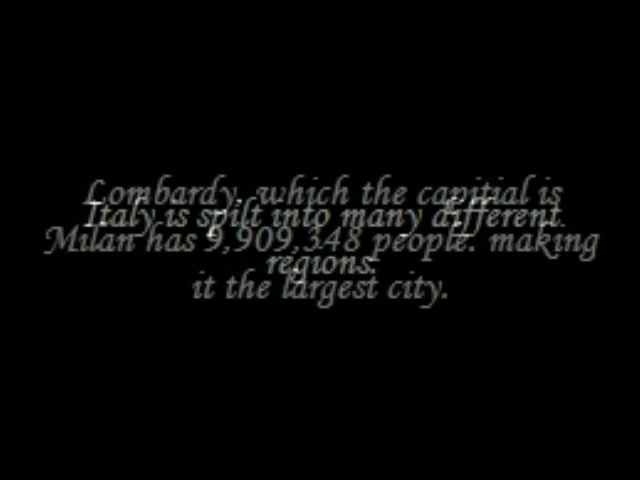 Lombardy, which the capitial is
Italy is spilt into many different
Milan has 9,909,348 people. making
regions.
it the largest city.